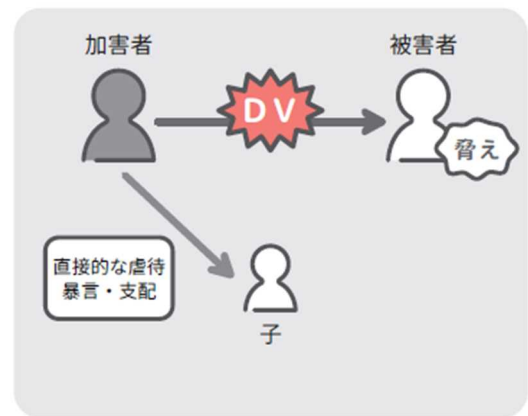 加害者
被害者
DV
脅え
直接的な虐待
暴言・支配
子